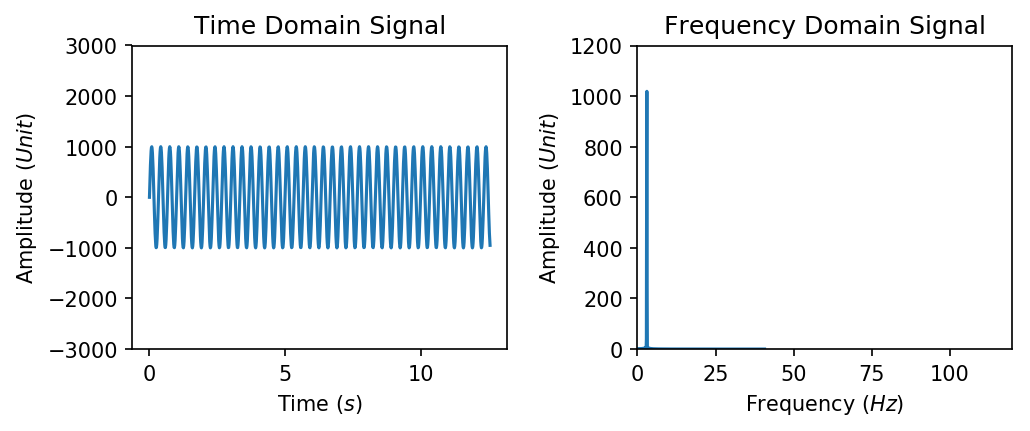 Time Domain Signal
3000
2000
1000
0
−1000
−2000
−3000
Amplitude (Unit)
0 5 10
Time (s)
Frequency Domain Signal
1200
1000
800
600
400
200
0
Amplitude (Unit)
0 25 50 75 100
Frequency (Hz)